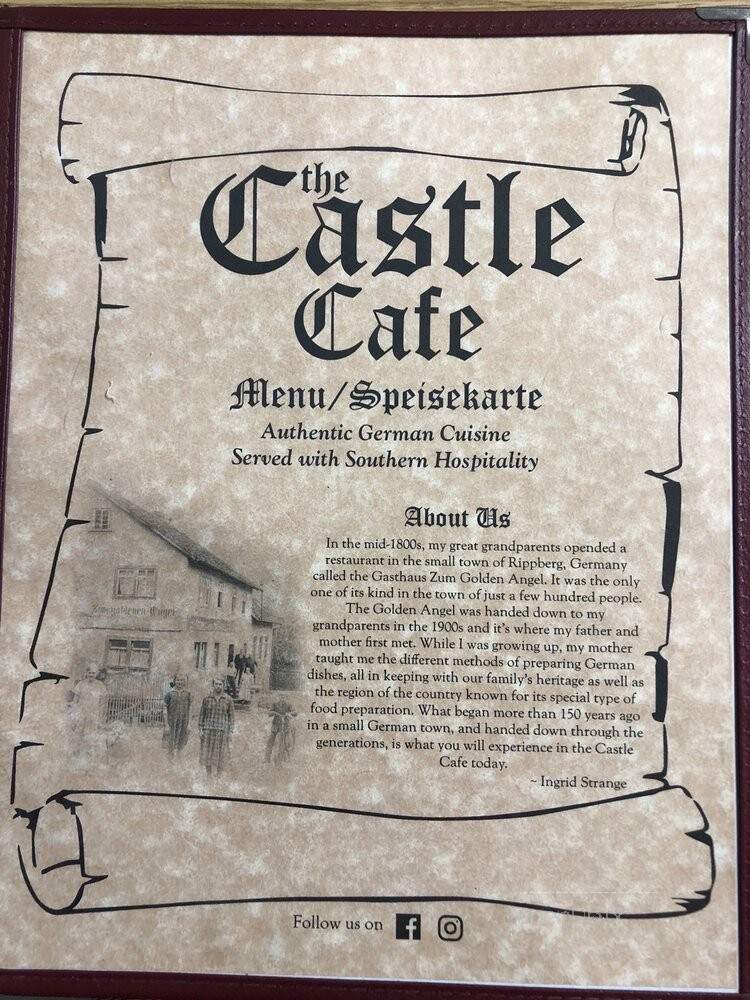 the
Castle
Cafe
Menu/Speisekarte
Authentic German Cuisine
Served with Southern Hospitality
About Us
In the mid-1800s, my great grandparents opended a
restaurant in the small town of Rippberg, Germany
called the Gasthaus Zum Golden Angel. It was the only
one of its kind in the town of just a few hundred people.
The Golden Angel was handed down to my
grandparents in the 1900s and it's where my father and
mother first met. While I was growing up, my mother
taught me the different methods of preparing German
dishes, all in keeping with our family's heritage as well as
the region of the country known for its special type of
food preparation. What began more than 150 years ago
in a small German town, and handed down through the
generations, is what you will experience in the Castle
Cafe today.
~ Ingrid Strange
Follow us on